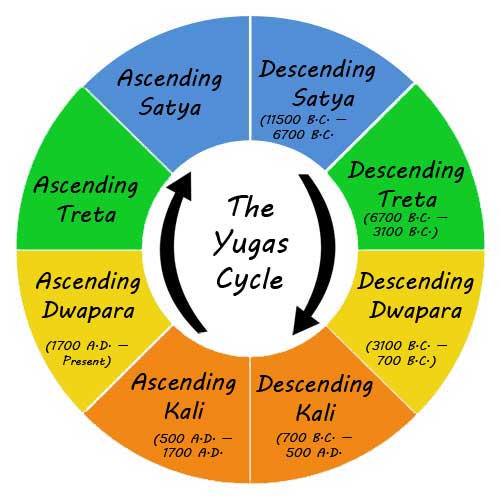 The
Yugas
Cycle
Ascending
Satya
Descending
Satya
(11500 B.C. –
6700 B.C.
Descending
Treta
(6700 B.C. –
3100 B.C.)
Descending
Dwapara
(3100 B.C. –
700 B.C.)
Descending
Kali
(700 B.C. –
500 A.D.
Ascending
Kali
(500 A.D. –
1700 A.D.
Ascending
Dwapara
(1700 A.D. –
Present)
Ascending
Treta